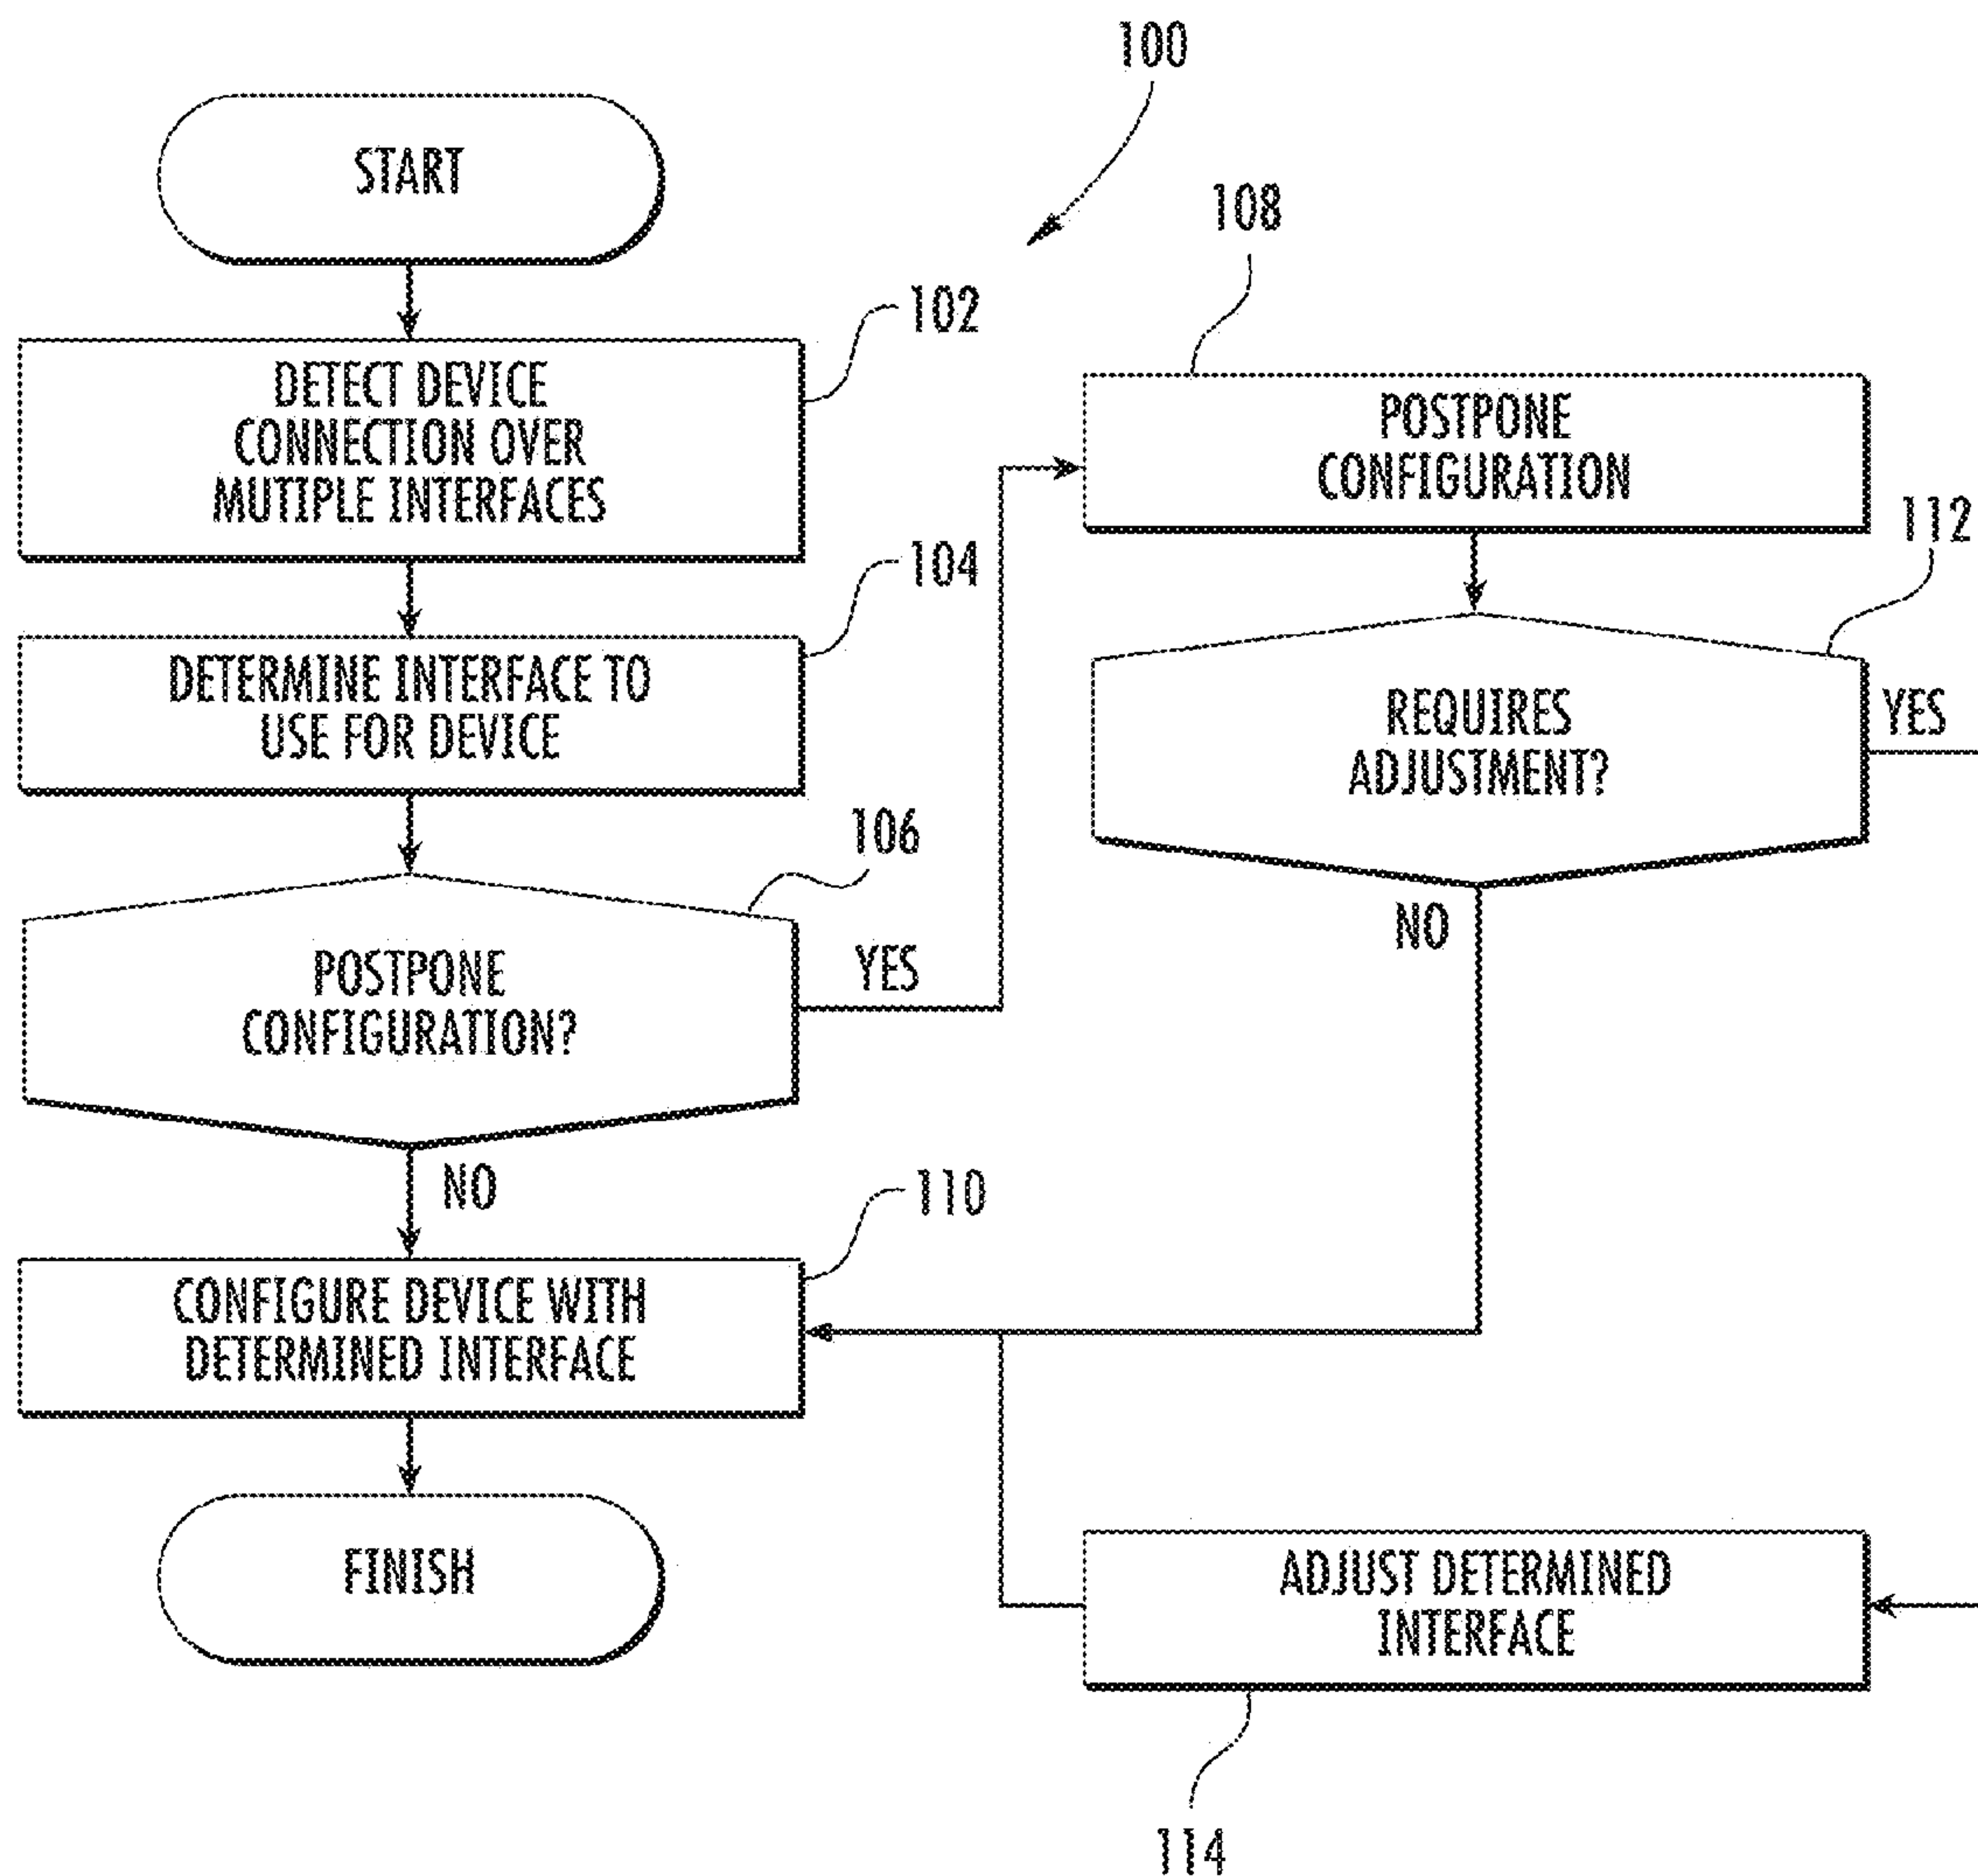 100
START
102
DETECT DEVICE
CONNECTION OVER
MUTIPLE INTERFACES
104
DETERMINE INTERFACE TO
USE FOR DEVICE
106
POSTPONE
CONFIGURATION?
YES
NO
110
CONFIGURE DEVICE WITH
DETERMINED INTERFACE
FINISH
108
POSTPONE
CONFIGURATION
112
REQUIRES
ADJUSTMENT?
YES
NO
ADJUST DETERMINED
INTERFACE
114